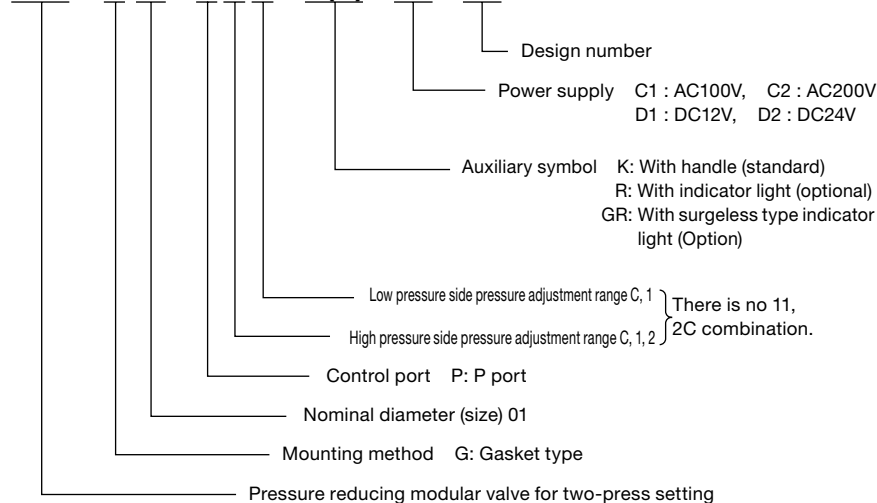 Design number
Power supply C1 : AC100V, C2 : AC200V
D1 : DC12V, D2 : DC24V
Auxiliary symbol K: With handle (standard)
R: With indicator light (optional)
GR: With surgeless type indicator
light (Option)
Low pressure side pressure adjustment range C, 1
High pressure side pressure adjustment range C, 1, 2
There is no 11,
2C combination.
Control port P: P port
Nominal diameter (size) 01
Mounting method G: Gasket type
Pressure reducing modular valve for two-press setting